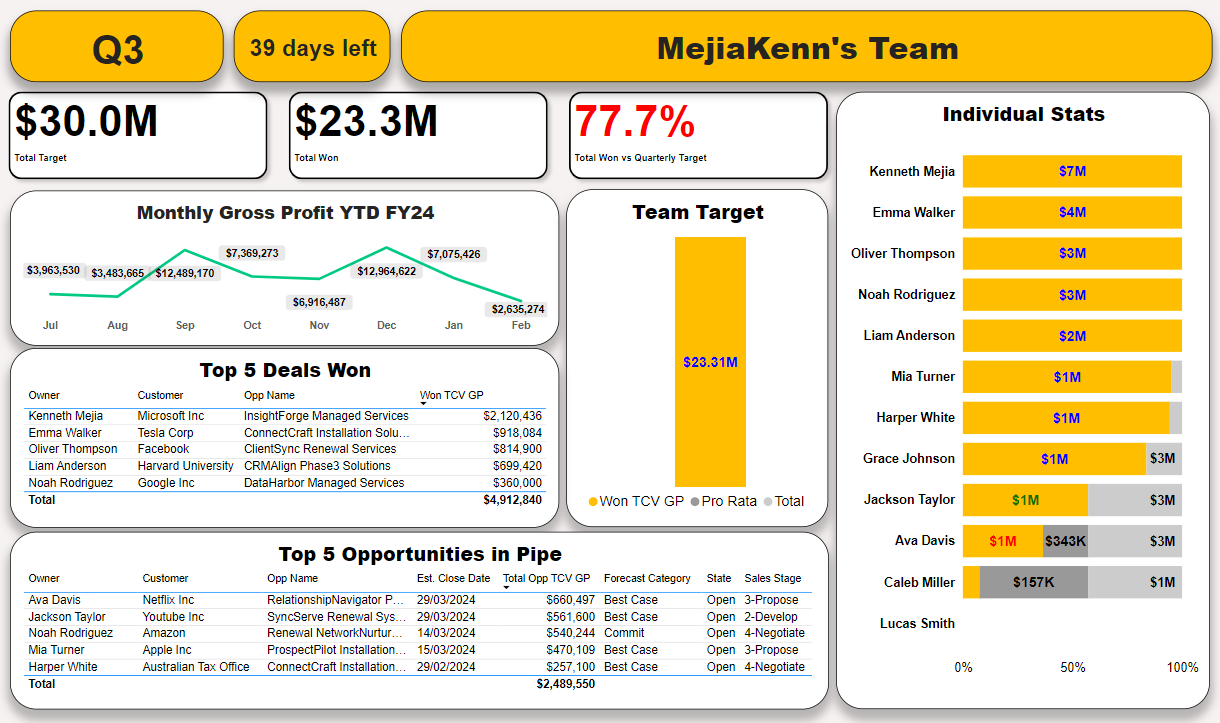 Q3
39 days left
MejiaKenn's Team
$30.0M
Total Target
$23.3M
Total Won
77.7%
Total Won vs Quarterly Target
Monthly Gross Profit YTD FY24
$3,963,530 $3,483,665 $12,489,170 $7,369,273 $6,916,487 $12,964,622 $7,075,426 $2,635,274
Jul Aug Sep Oct Nov Dec Jan Feb
Team Target
$23.31M
Won TCV GP Pro Rata Total
Top 5 Deals Won
Owner Customer Opp Name Won TCV GP
Kenneth Mejia Microsoft Inc InsightForge Managed Services $2,120,436
Emma Walker Tesla Corp ConnectCraft Installation Solu... $918,084
Oliver Thompson Facebook ClientSync Renewal Services $814,900
Liam Anderson Harvard University CRMAlign Phase3 Solutions $699,420
Noah Rodriguez Google Inc DataHarbor Managed Services $360,000
Total $4,912,840
Top 5 Opportunities in Pipe
Owner Customer Opp Name Est. Close Date Total Opp TCV GP Forecast Category State Sales Stage
Ava Davis Netflix Inc RelationshipNavigator P... 29/03/2024 $660,497 Best Case Open 3-Propose
Jackson Taylor Youtube Inc SyncServe Renewal Sys... 29/03/2024 $561,600 Best Case Open 2-Develop
Noah Rodriguez Amazon Renewal NetworkNurtur... 14/03/2024 $540,244 Commit Open 4-Negotiate
Mia Turner Apple Inc ProspectPilot Installation... 15/03/2024 $470,109 Best Case Open 3-Propose
Harper White Australian Tax Office ConnectCraft Installation... 29/02/2024 $257,100 Best Case Open 4-Negotiate
Total $2,489,550
Individual Stats
Kenneth Mejia $7M
Emma Walker $4M
Oliver Thompson $3M
Noah Rodriguez $3M
Liam Anderson $2M
Mia Turner $1M
Harper White $1M
Grace Johnson $1M $3M
Jackson Taylor $1M $3M
Ava Davis $1M $343K $3M
Caleb Miller $157K $1M
Lucas Smith
0% 50% 100%